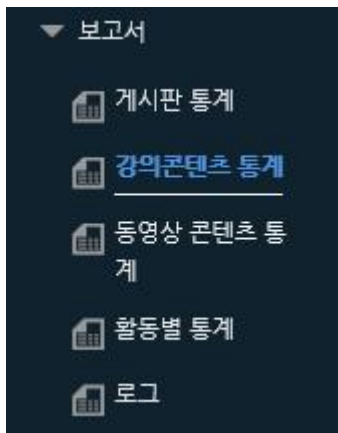 보고서
게시판 통계
강의콘텐츠 통계
동영상 콘텐츠 통
계
활동별 통계
로그